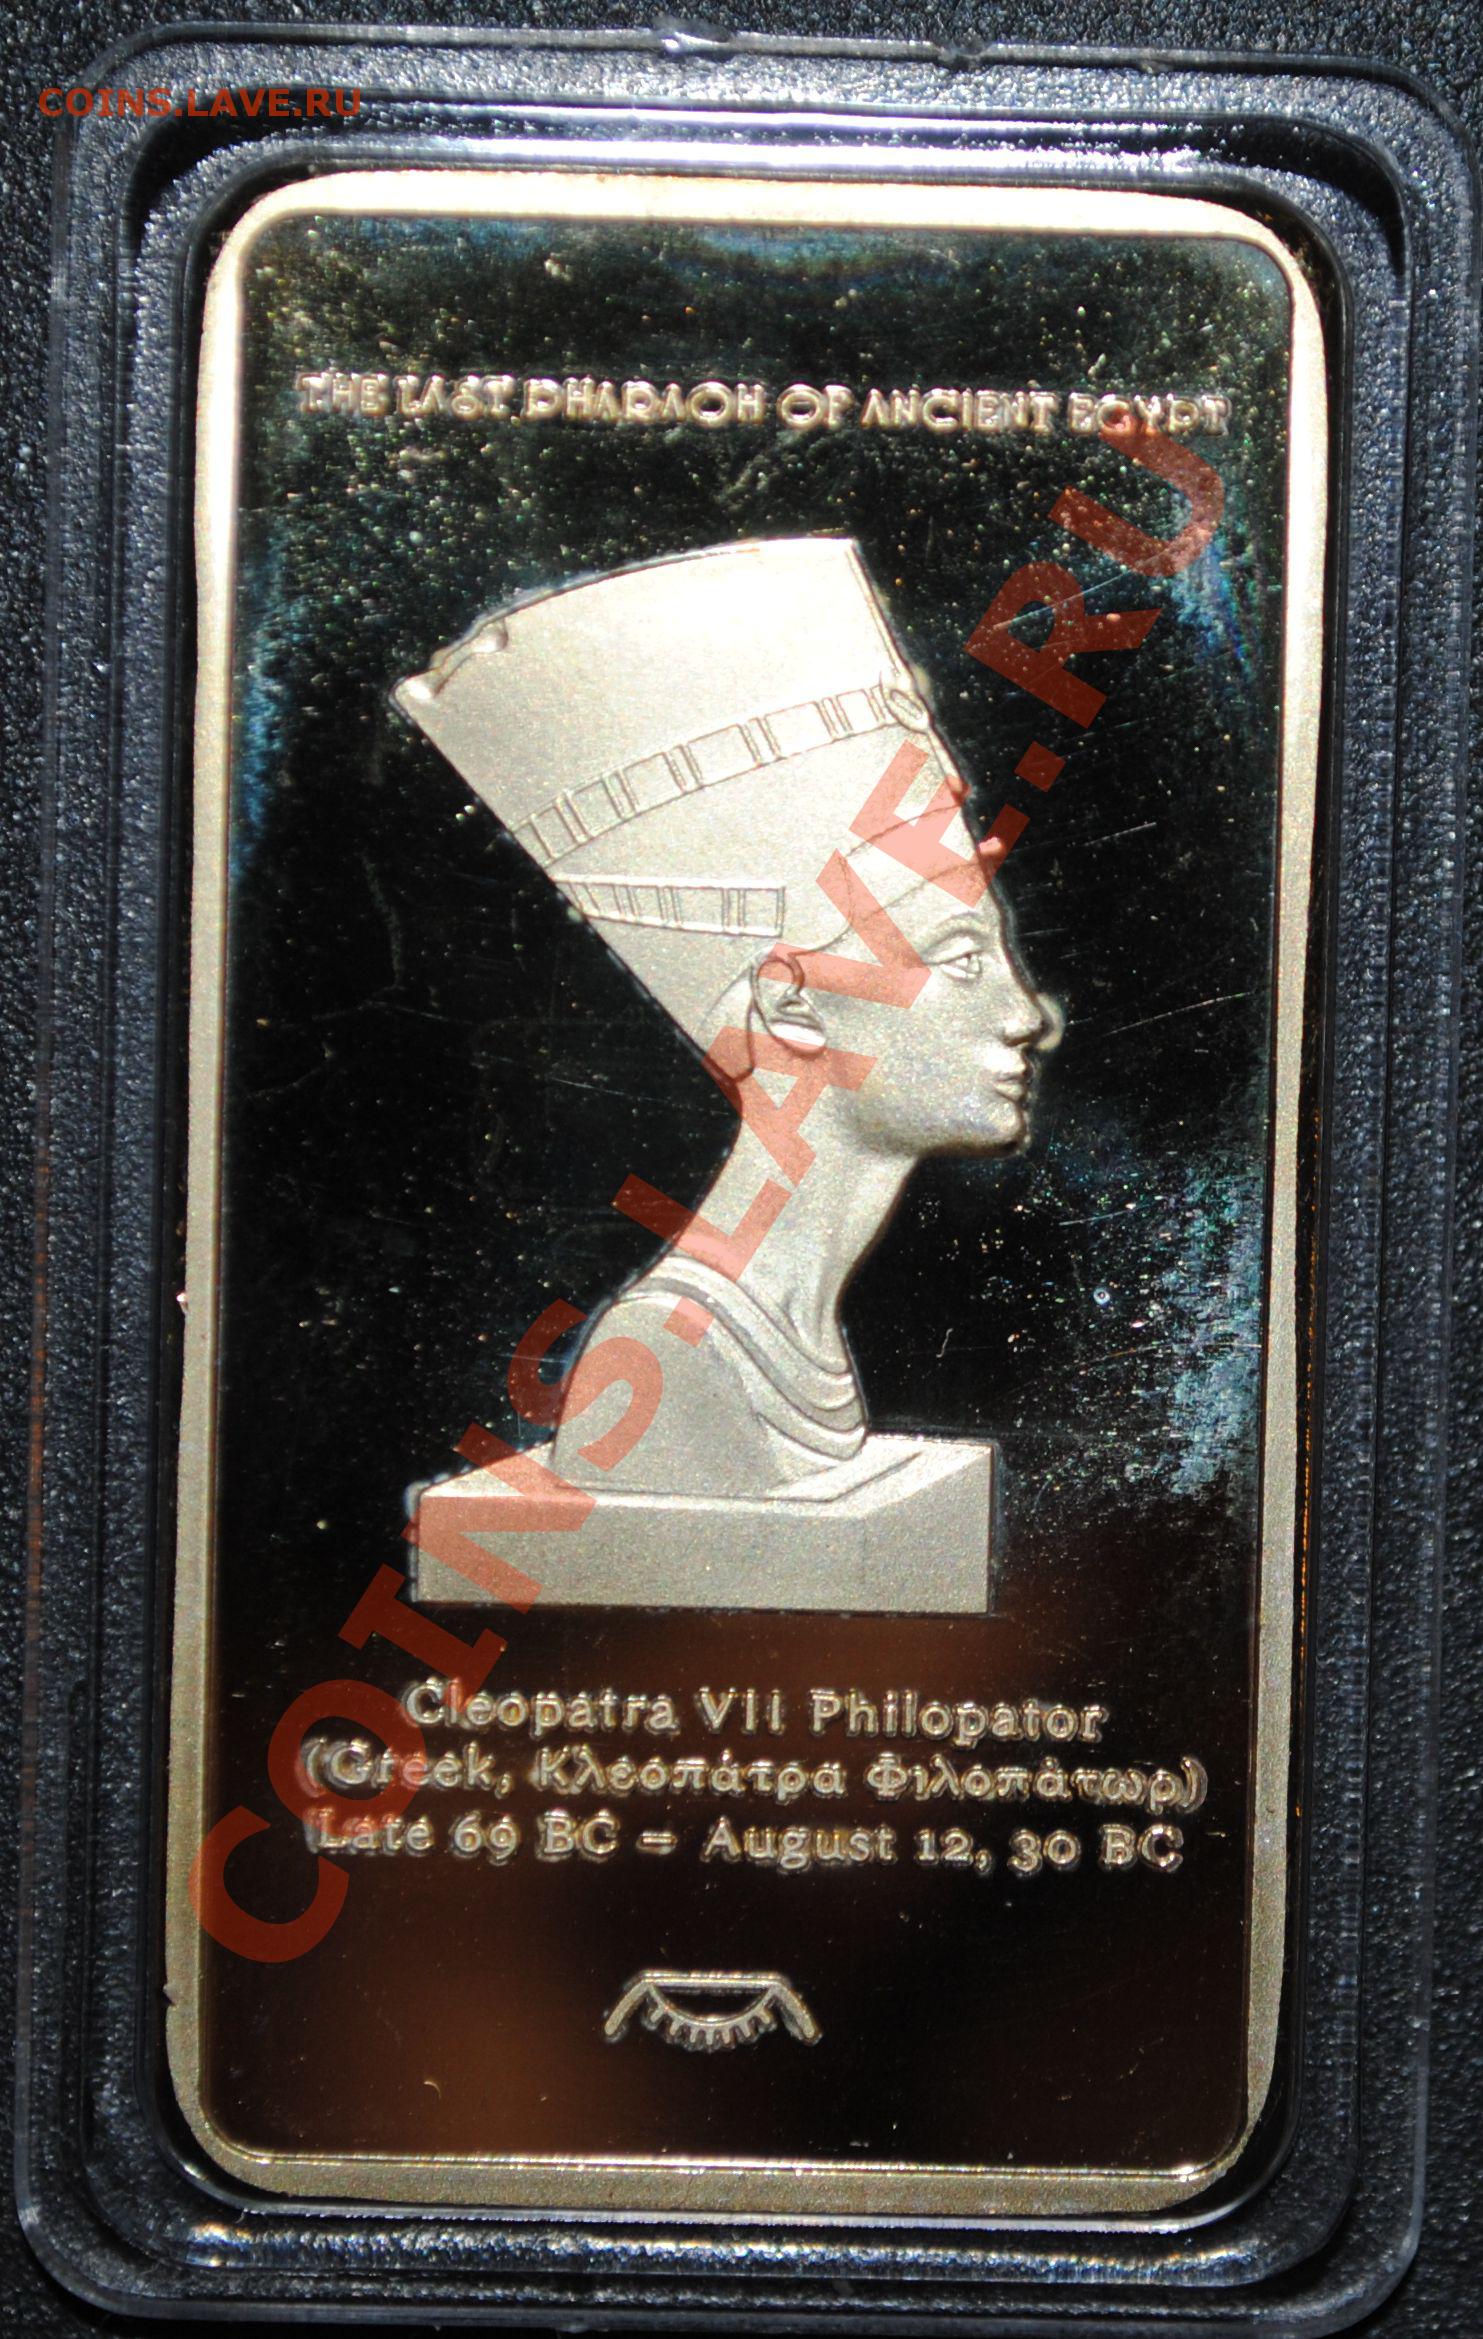 COINS.LAVE.RU
THE LAST PHARAOH OF ANCIENT EGYPT
COINS.LAVE.RU
Cleopatra VII Philopator
(Greek, Κλεοπάτρα Φιλοπάτωρ)
Late 69 BC – August 12, 30 BC